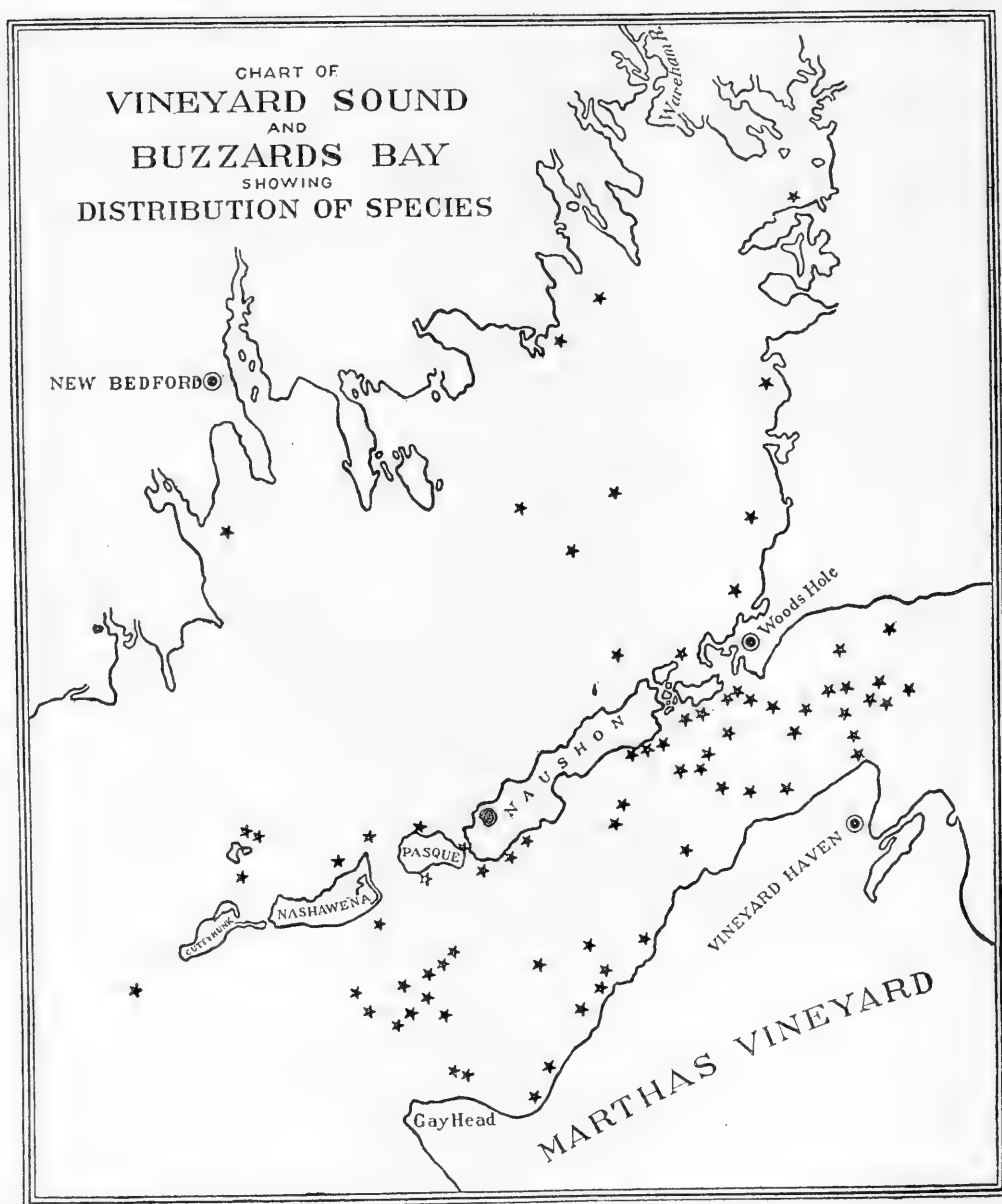 CHART OF
VINEYARD SOUND
AND
BUZZARDS BAY
SHOWING
DISTRIBUTION OF SPECIES
Wareham R.
NEW BEDFORD
Woods Hole
NAUSHON
PASQUE
NASHAWENA
CUTTYHUNK
VINEYARD HAVEN
MARTHAS VINEYARD
Gay Head